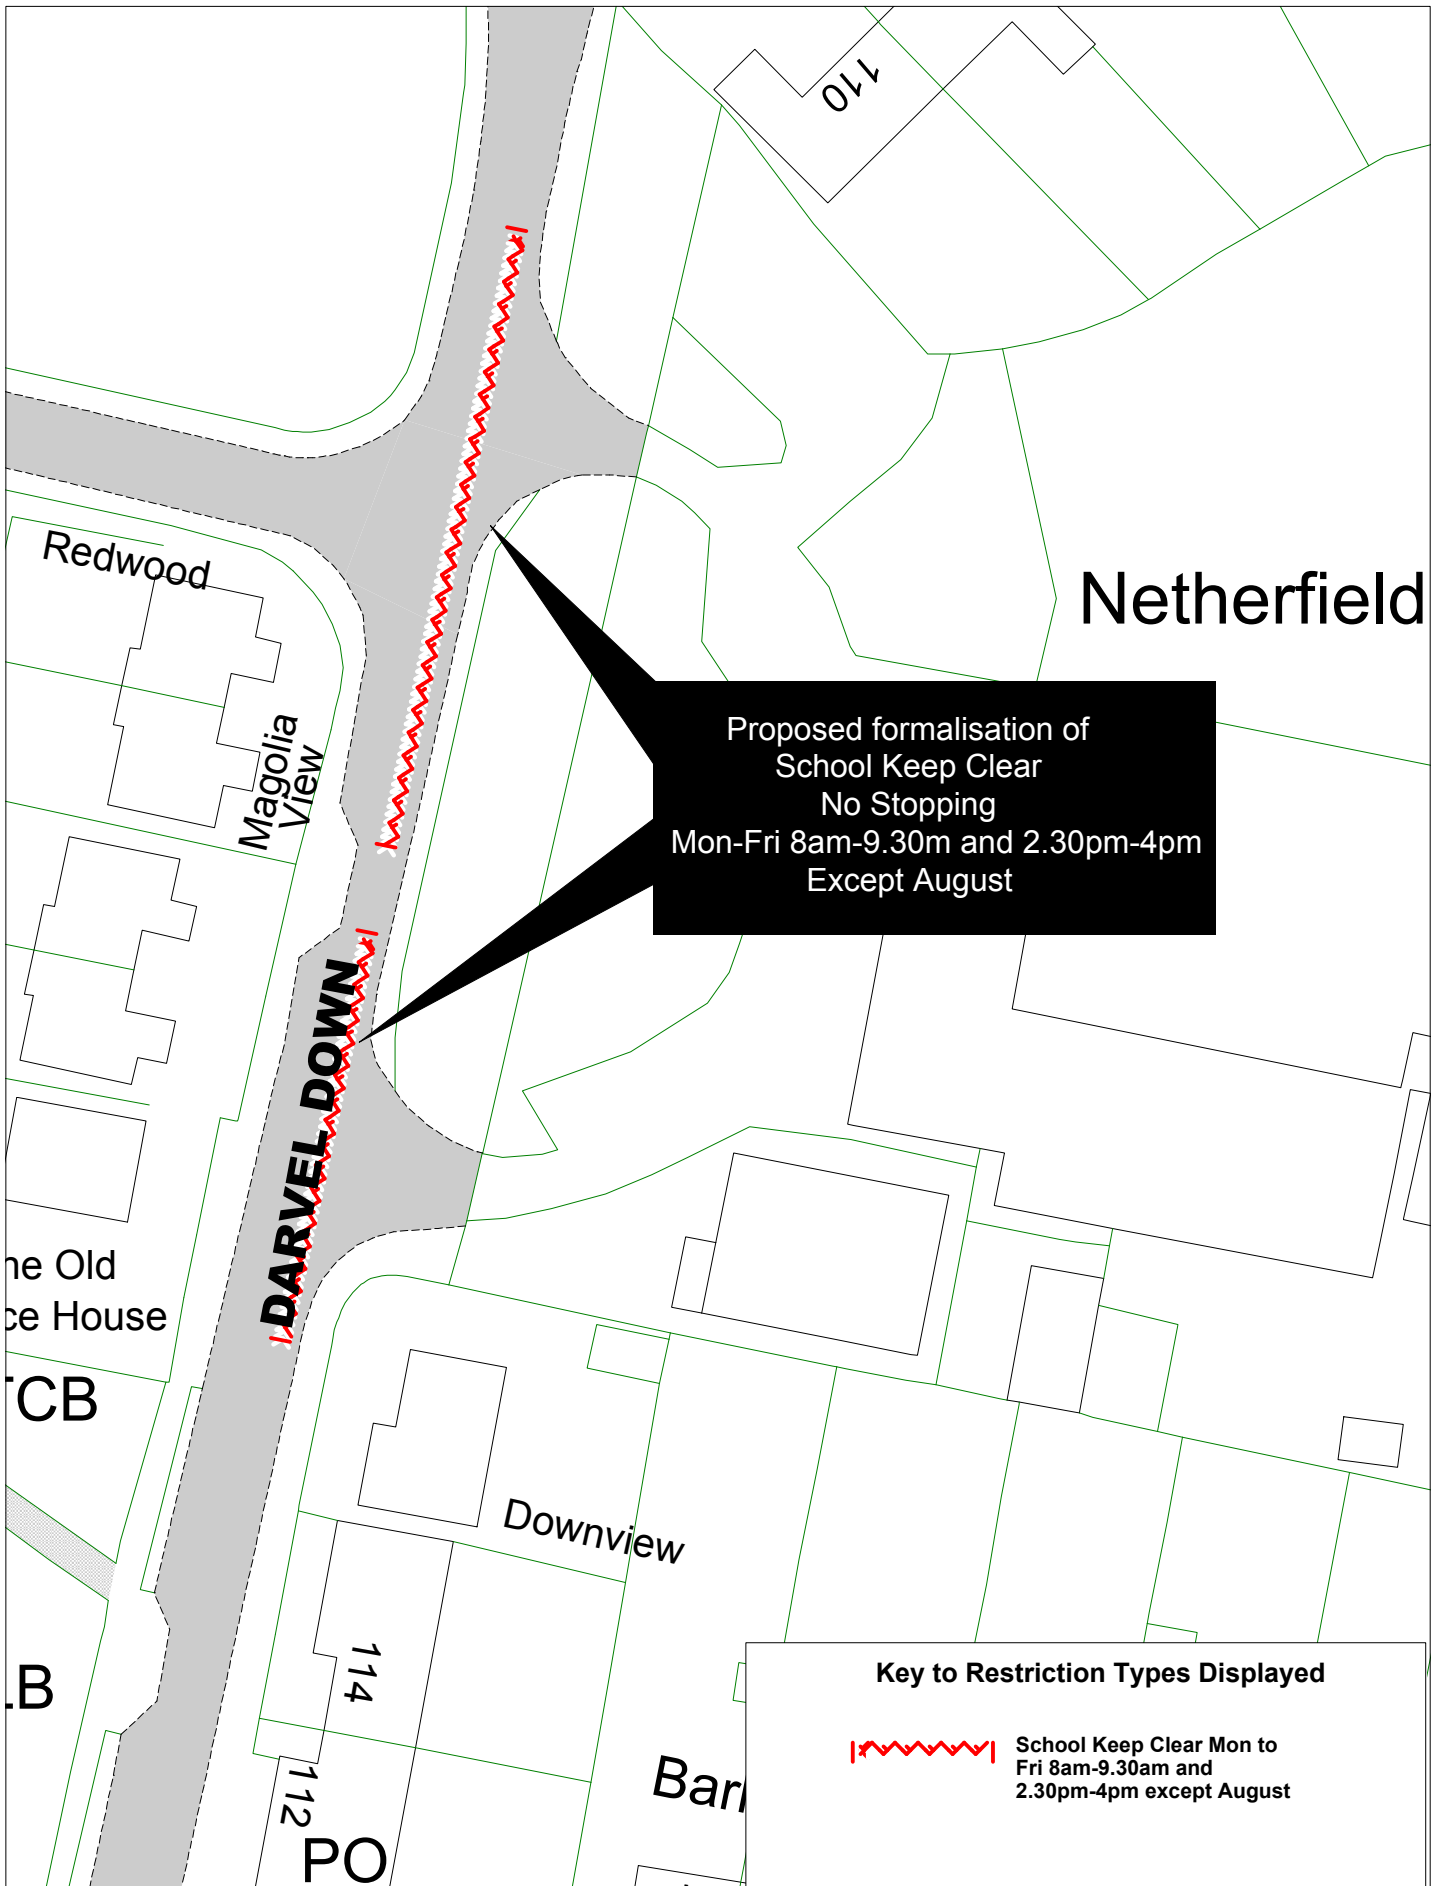 110
Redwood
Netherfield
Magolia
View
Proposed formalisation of
School Keep Clear
No Stopping
Mon-Fri 8am-9.30m and 2.30pm-4pm
Except August
DARVEL DOWN
he Old
ce House
TCB
Downview
114
LB
112
PO
Bar
Key to Restriction Types Displayed
School Keep Clear Mon to
Fri 8am-9.30am and
2.30pm-4pm except August